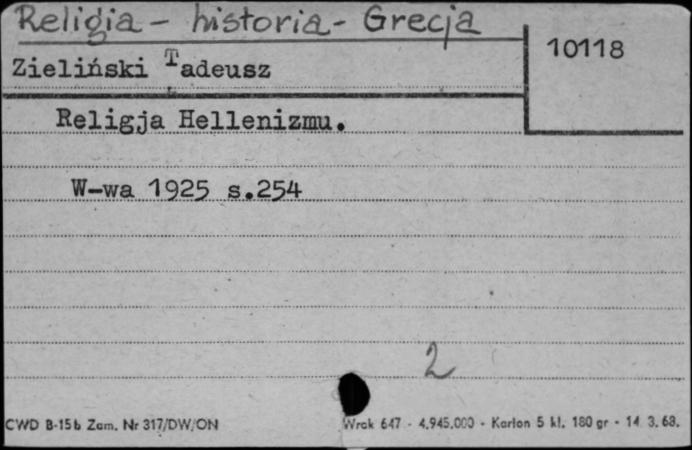 Religia - historia - Grecja
10118
Zieliński Tadeusz
Religja Hellenizmu.
W-wa 1925 s.254
2
CWD B-15b Zam. Nr 317/DW/ON
Wrak 647 - 4.945.000 - Karton 5 kl. 180 gr - 14. 3. 68.